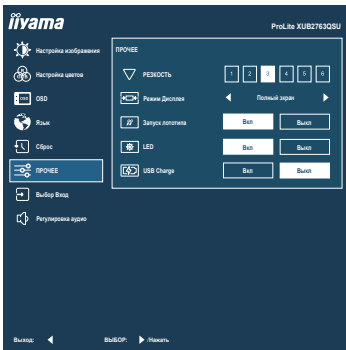 iiyama
ProLite XUB2763QSU
Настройка изображения
Настройка цветов
OSD
OSD
Язык
Сброс
ПРОЧЕЕ
Выбор Вход
Регулировка аудио
ПРОЧЕЕ
РЕЗКОСТЬ 1 2 3 4 5 6
Режим Дисплея Полный экран
Запуск логотипа Вкл Выкл
LED Вкл Выкл
USB Charge Вкл Выкл
Выход: ВЫБОР: /Нажать